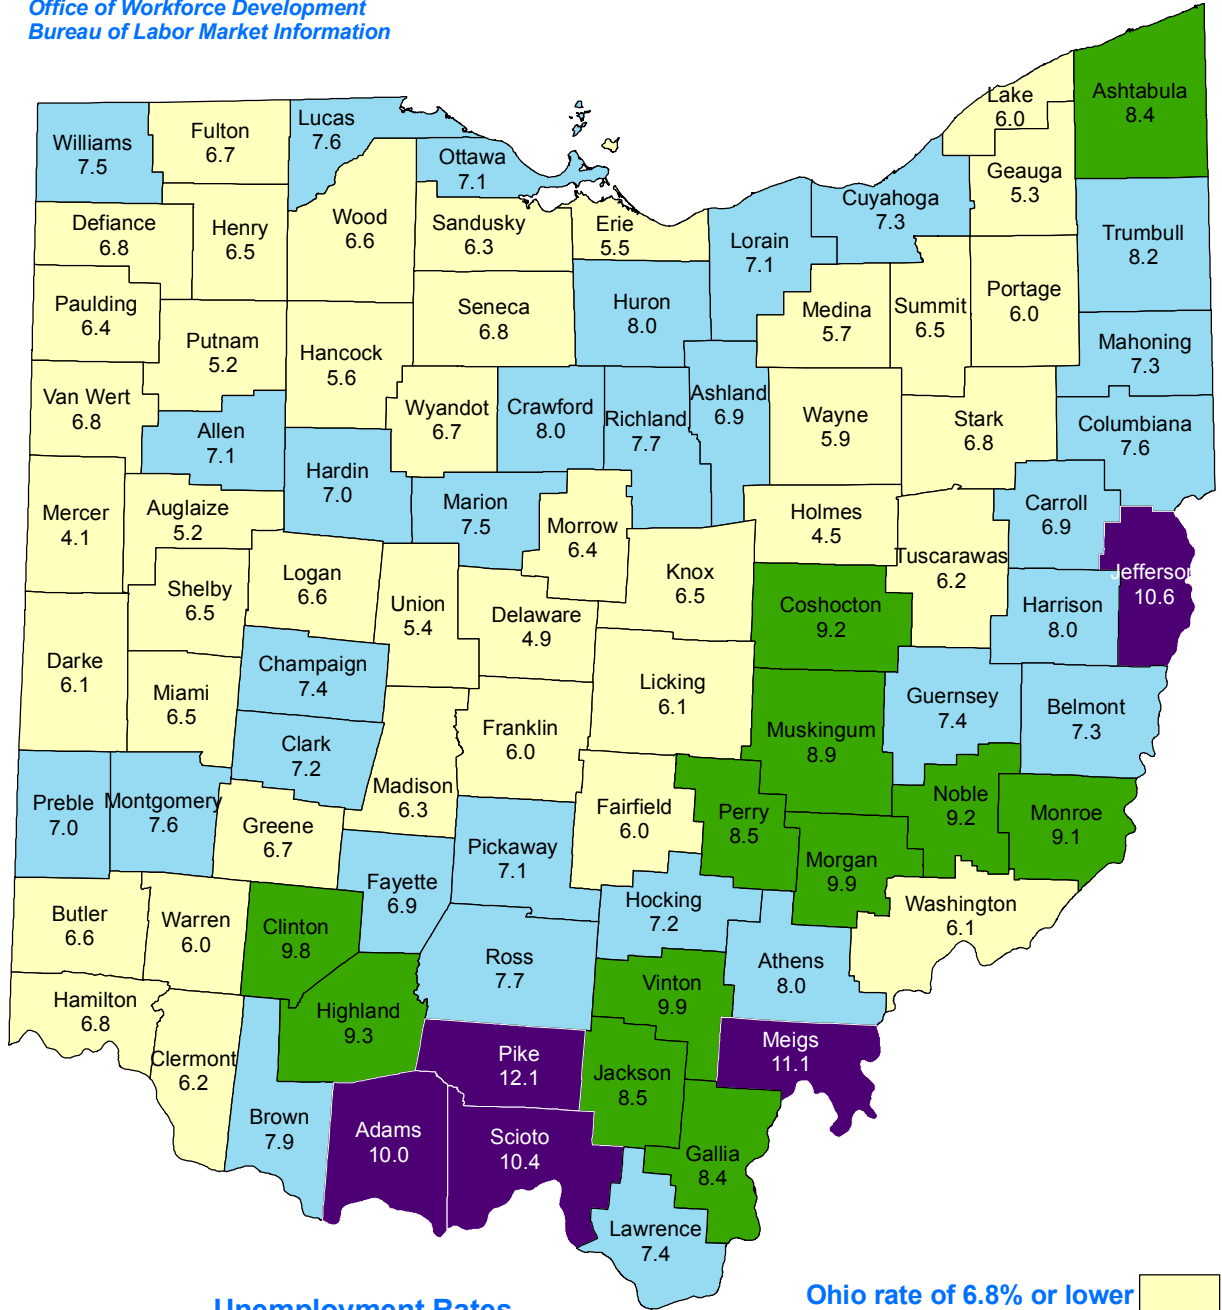 Office of Workforce Development
Bureau of Labor Market Information
Ashtabula
8.4
Lake
6.0
Lucas
7.6
Fulton
6.7
Williams
7.5
Ottawa
7.1
Geauga
5.3
Cuyahoga
7.3
Wood
6.6
Defiance
6.8
Henry
6.5
Sandusky
6.3
Erie
5.5
Lorain
7.1
Trumbull
8.2
Paulding
6.4
Seneca
6.8
Huron
8.0
Medina
5.7
Summit
6.5
Portage
6.0
Putnam
5.2
Hancock
5.6
Mahoning
7.3
Van Wert
6.8
Wyandot
6.7
Crawford
8.0
Richland
7.7
Ashland
6.9
Wayne
5.9
Stark
6.8
Columbiana
7.6
Allen
7.1
Hardin
7.0
Mercer
4.1
Auglaize
5.2
Marion
7.5
Morrow
6.4
Holmes
4.5
Carroll
6.9
Tuscarawas
6.2
Jefferson
10.6
Logan
6.6
Shelby
6.5
Union
5.4
Knox
6.5
Delaware
4.9
Coshocton
9.2
Harrison
8.0
Darke
6.1
Champaign
7.4
Miami
6.5
Licking
6.1
Guernsey
7.4
Belmont
7.3
Franklin
6.0
Muskingum
8.9
Clark
7.2
Madison
6.3
Preble
7.0
Montgomery
7.6
Greene
6.7
Fairfield
6.0
Perry
8.5
Noble
9.2
Monroe
9.1
Pickaway
7.1
Morgan
9.9
Fayette
6.9
Hocking
7.2
Washington
6.1
Butler
6.6
Warren
6.0
Clinton
9.8
Ross
7.7
Athens
8.0
Vinton
9.9
Hamilton
6.8
Highland
9.3
Clermont
6.2
Pike
12.1
Meigs
11.1
Jackson
8.5
Brown
7.9
Adams
10.0
Scioto
10.4
Gallia
8.4
Lawrence
7.4
Unemployment Rates
Ohio rate of 6.8% or lower